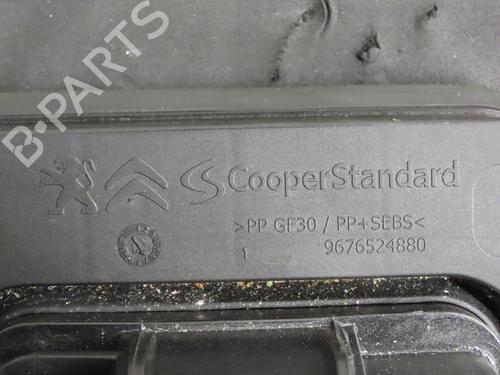 B-PARTS
CooperStandard
>PP GF30 / PP+SEBS<
1 9676524880